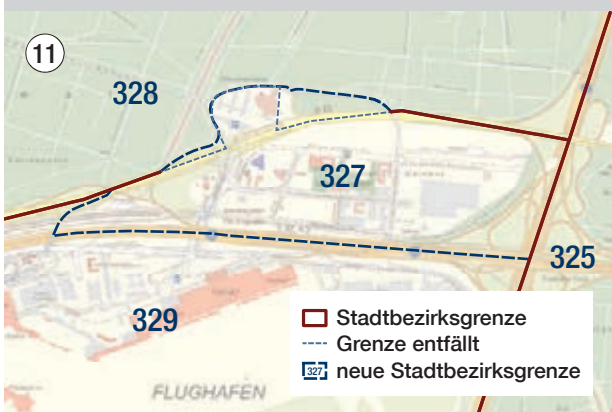 11
328
327
325
329
Stadtbezirksgrenze
Grenze entfällt
327 neue Stadtbezirksgrenze
FLUGHAFEN